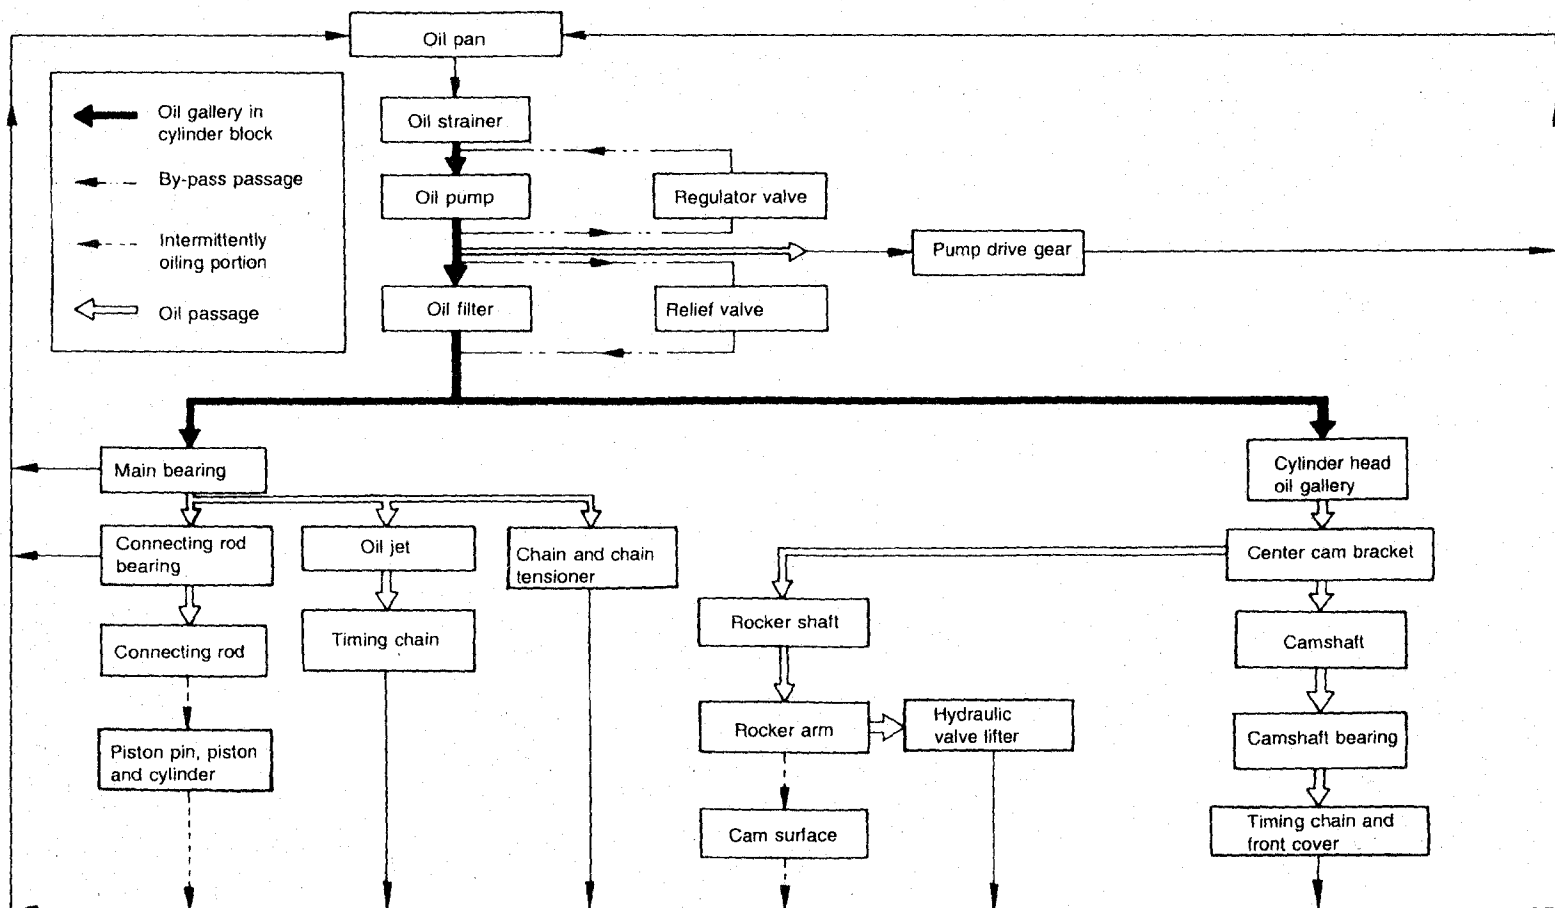 Oil pan
Oil gallery in
cylinder block
By-pass passage
Intermittently
oiling portion
Oil passage
Oil strainer
Oil pump
Regulator valve
Pump drive gear
Oil filter
Relief valve
Main bearing
Cylinder head
oil gallery
Connecting rod
bearing
Oil jet
Chain and chain
tensioner
Center cam bracket
Connecting rod
Timing chain
Rocker shaft
Camshaft
Piston pin, piston
and cylinder
Rocker arm
Hydraulic
valve lifter
Camshaft bearing
Cam surface
Timing chain and
front cover